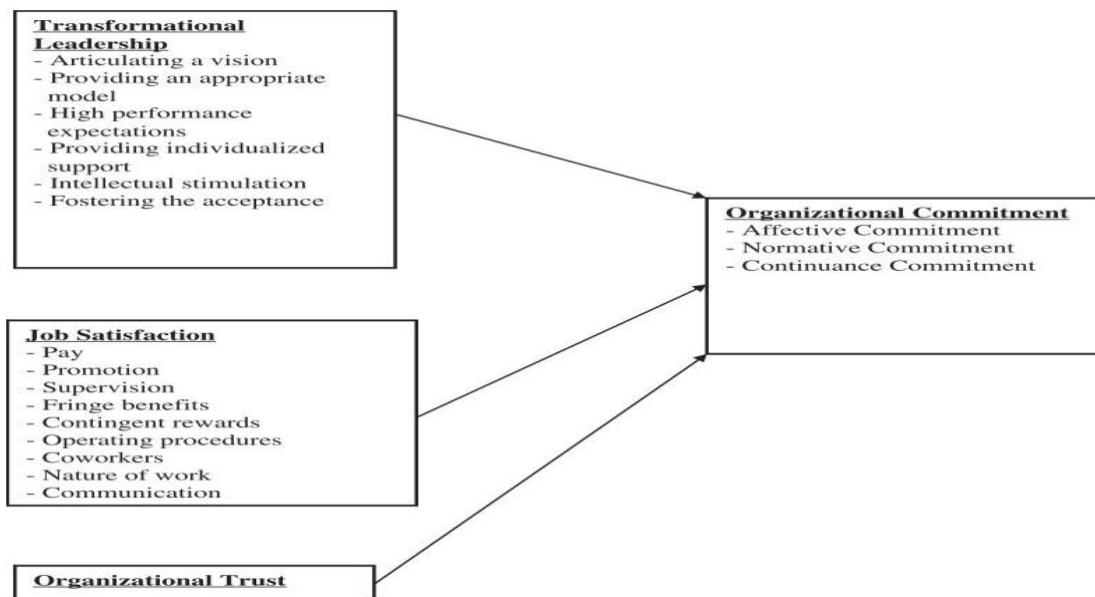 Transformational
Leadership
- Articulating a vision
- Providing an appropriate
model
- High performance
expectations
- Providing individualized
support
- Intellectual stimulation
- Fostering the acceptance
Organizational Commitment
- Affective Commitment
- Normative Commitment
- Continuance Commitment
Job Satisfaction
- Pay
- Promotion
- Supervision
- Fringe benefits
- Contingent rewards
- Operating procedures
- Coworkers
- Nature of work
- Communication
Organizational Trust